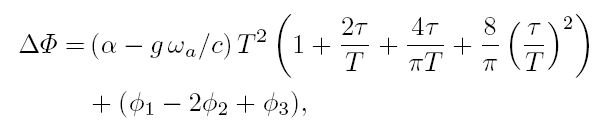 ΔΦ = (α − g ω_a/c) T² (1 + 2τ/T + 4τ/πT + 8/π (τ/T)²)
+ (ϕ₁ − 2ϕ₂ + ϕ₃),